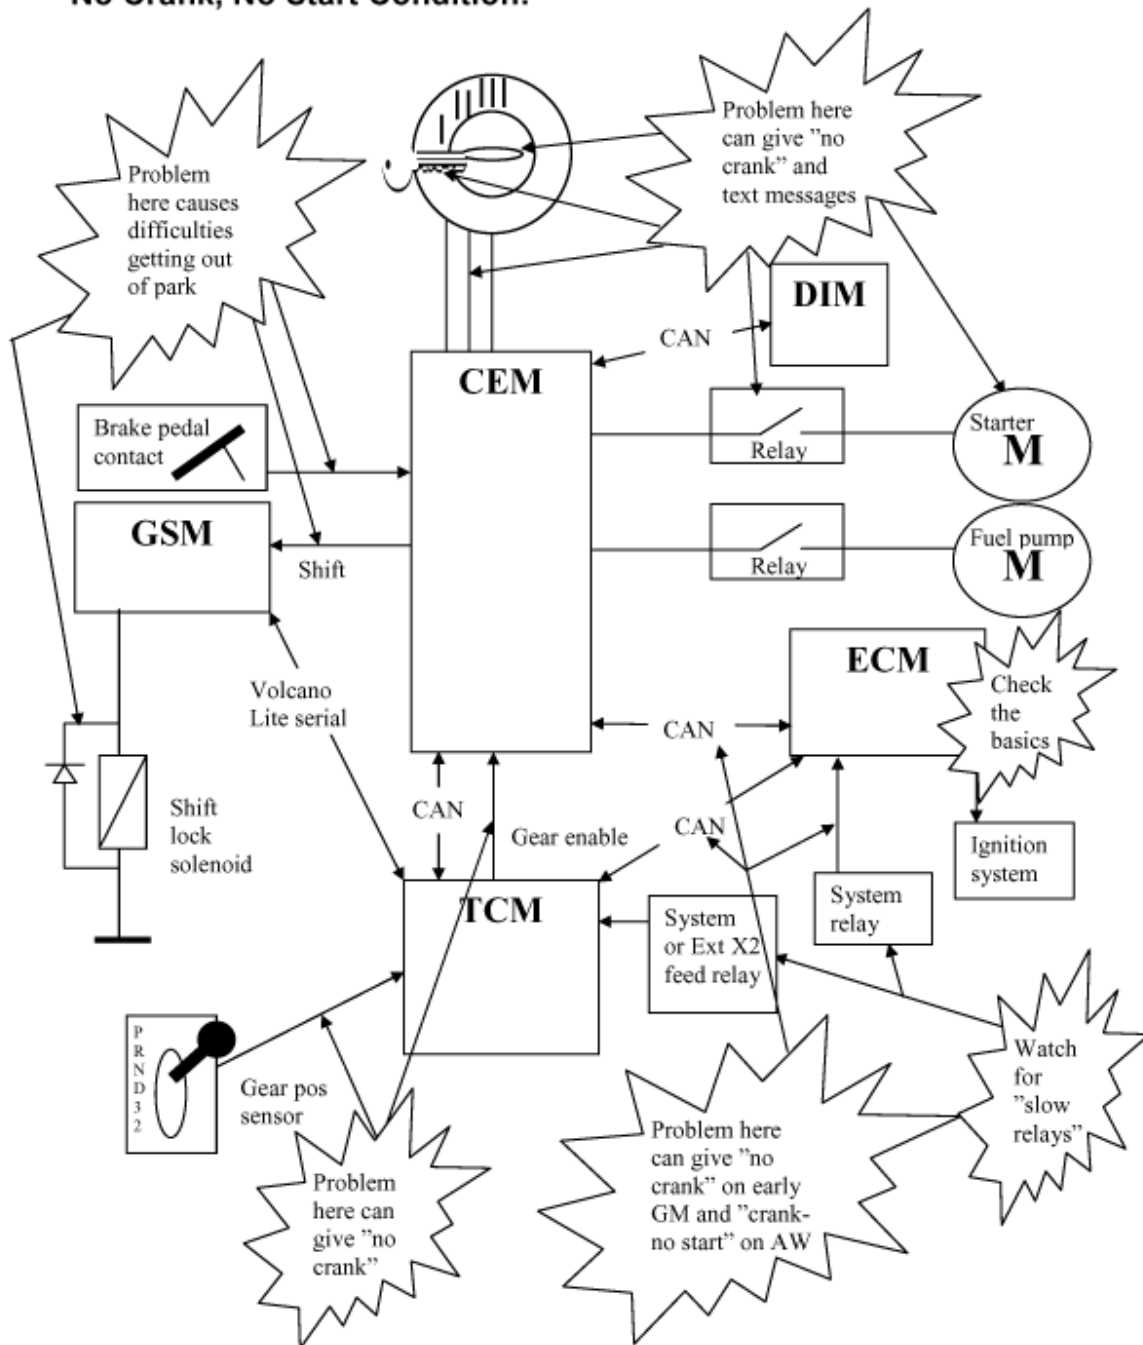 No Crank, No Start Condition:
Problem
here causes
difficulties
getting out
of park
Problem here
can give ”no
crank” and
text messages
DIM
CAN
CEM
Brake pedal
contact
Relay
Starter
M
GSM
Shift
Relay
Fuel pump
M
Volcano
Lite serial
ECM
Check
the
basics
CAN
CAN
Gear enable
CAN
Shift
lock
solenoid
Ignition
system
System
relay
TCM
System
or Ext X2
feed relay
P
R
N
D
3
2
Gear pos
sensor
Watch
for
”slow
relays”
Problem
here can
give ”no
crank”
Problem here
can give ”no
crank” on early
GM and ”crank-
no start” on AW